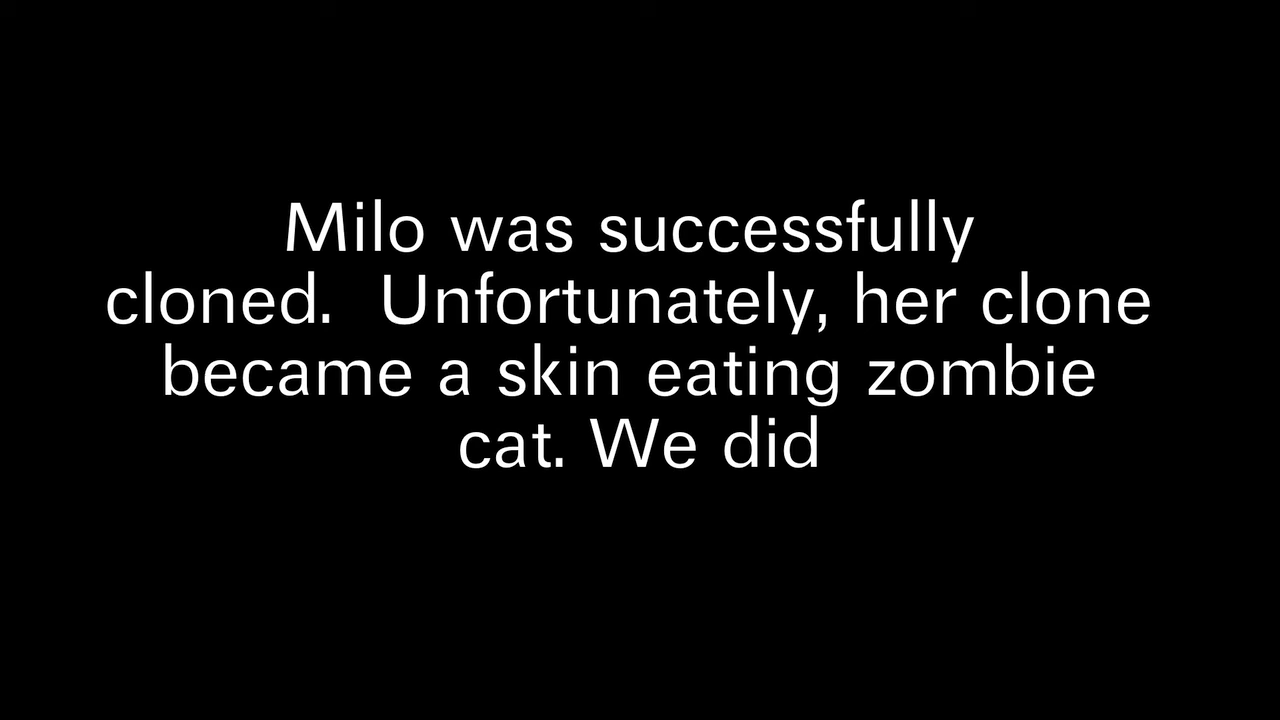 Milo was successfully
cloned.  Unfortunately, her clone
became a skin eating zombie
cat. We did